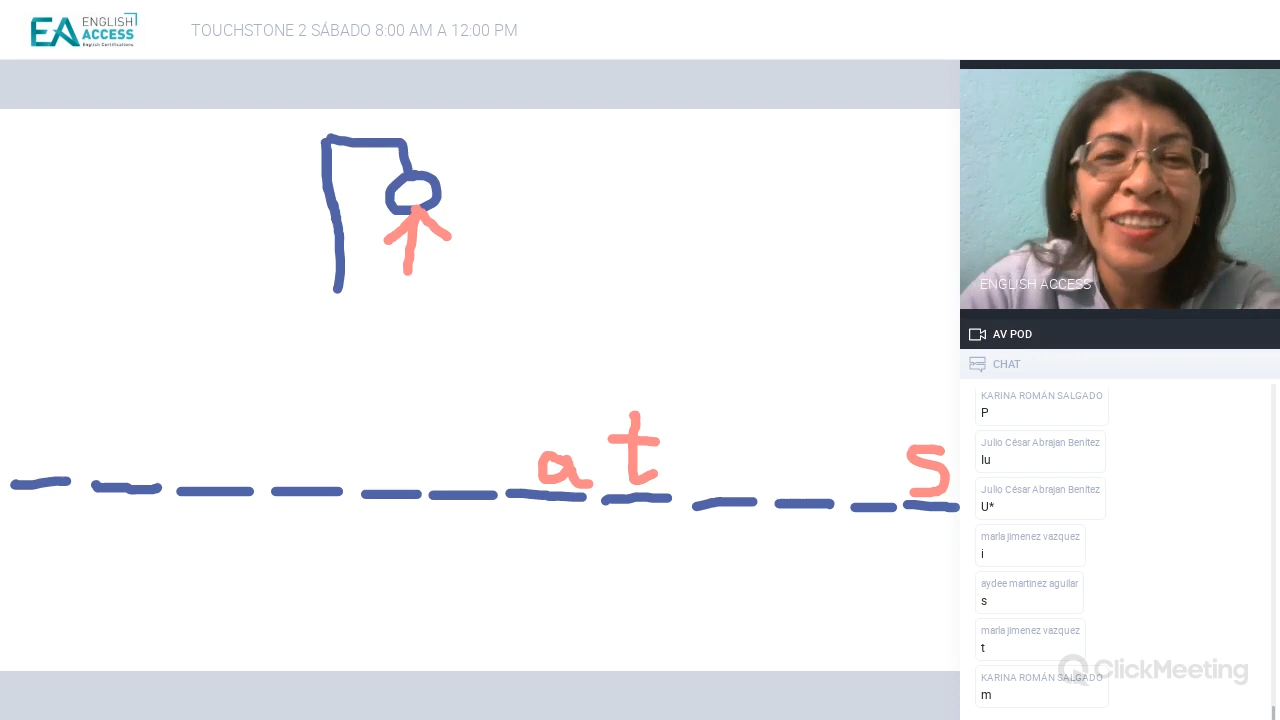 EA ENGLISH ACCESS
English Certifications
TOUCHSTONE 2 SÁBADO 8:00 AM A 12:00 PM
a t s
ENGLISH ACCESS
AV POD
CHAT
KARINA ROMÁN SALGADO
P
Julio César Abrajan Benítez
Iu
Julio César Abrajan Benítez
U*
marla jimenez vazquez
i
aydee martinez aguilar
s
marla jimenez vazquez
t
KARINA ROMÁN SALGADO
m
ClickMeeting